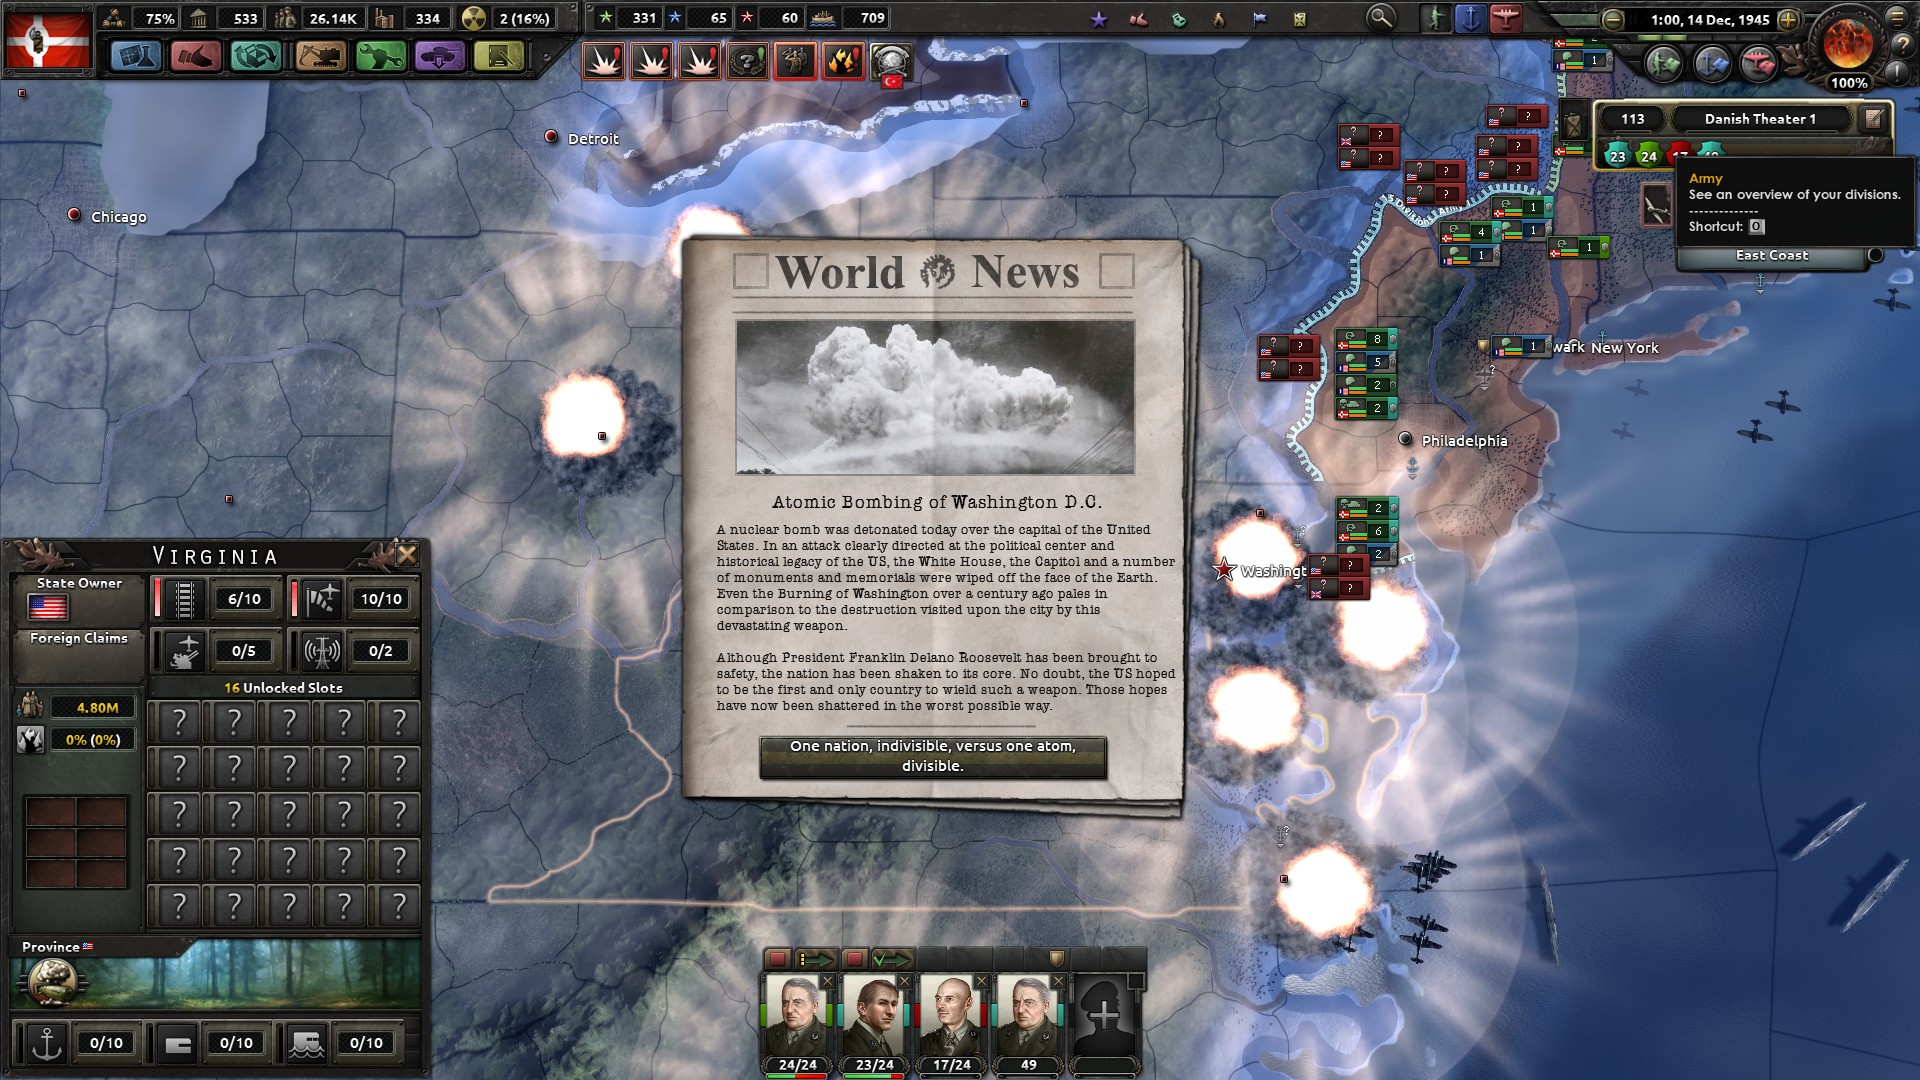 75%
533
26.14K
334
2 (16%)
331
65
60
709
1:00, 14 Dec, 1945
100%
113
Danish Theater 1
23
24
17
Army
See an overview of your divisions.
--------------
Shortcut: O
East Coast
Detroit
Chicago
New York
Philadelphia
Washingt
World News
Atomic Bombing of Washington D.C.
A nuclear bomb was detonated today over the capital of the United
States. In an attack clearly directed at the political center and
historical legacy of the US, the White House, the Capitol and a number
of monuments and memorials were wiped off the face of the Earth.
Even the Burning of Washington over a century ago pales in
comparison to the destruction visited upon the city by this
devastating weapon.
Although President Franklin Delano Roosevelt has been brought to
safety, the nation has been shaken to its core. No doubt, the US hoped
to be the first and only country to wield such a weapon. Those hopes
have now been shattered in the worst possible way.
One nation, indivisible, versus one atom,
divisible.
VIRGINIA
State Owner
6/10
10/10
Foreign Claims
0/5
0/2
16 Unlocked Slots
4.80M
0% (0%)
Province
0/10
0/10
0/10
24/24
23/24
17/24
49